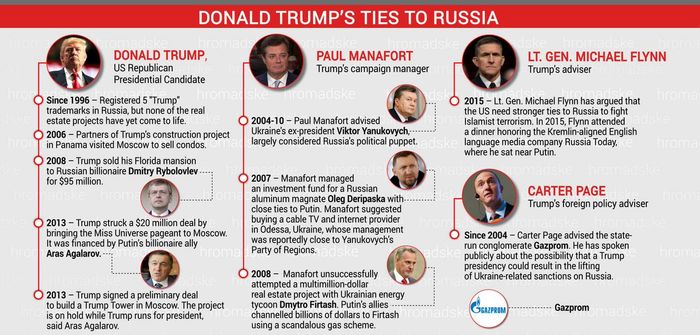 DONALD TRUMP'S TIES TO RUSSIA
DONALD TRUMP,
US Republican
Presidential Candidate
Since 1996 – Registered 5 "Trump"
trademarks in Russia, but none of the real
estate projects have yet come to life.
2006 – Partners of Trump's construction project
in Panama visited Moscow to sell condos.
2008 – Trump sold his Florida mansion
to Russian billionaire Dmitry Rybolovlev
for $95 million.
2013 – Trump struck a $20 million deal by
bringing the Miss Universe pageant to Moscow.
It was financed by Putin's billionaire ally
Aras Agalarov.
2013 – Trump signed a preliminary deal
to build a Trump Tower in Moscow. The project
is on hold while Trump runs for president,
said Aras Agalarov.
PAUL MANAFORT
Trump's campaign manager
2004-10 – Paul Manafort advised
Ukraine's ex-president Viktor Yanukovych,
largely considered Russia's political puppet.
2007 – Manafort managed
an investment fund for a Russian
aluminum magnate Oleg Deripaska with
close ties to Putin. Manafort suggested
buying a cable TV and internet provider
in Odessa, Ukraine, whose management
was reportedly close to Yanukovych's
Party of Regions.
2008 – Manafort unsuccessfully
attempted a multimillion-dollar
real estate project with Ukrainian energy
tycoon Dmytro Firtash. Putin's allies
channelled billions of dollars to Firtash
using a scandalous gas scheme.
LT. GEN. MICHAEL FLYNN
Trump's adviser
2015 – Lt. Gen. Michael Flynn has argued that
the US need stronger ties to Russia to fight
Islamist terrorism. In 2015, Flynn attended
a dinner honoring the Kremlin-aligned English
language media company Russia Today,
where he sat near Putin.
CARTER PAGE
Trump's foreign policy adviser
Since 2004 – Carter Page advised the state-
run conglomerate Gazprom. He has spoken
publicly about the possibility that a Trump
presidency could result in the lifting
of Ukraine-related sanctions on Russia.
GAZPROM
Gazprom
hromadske